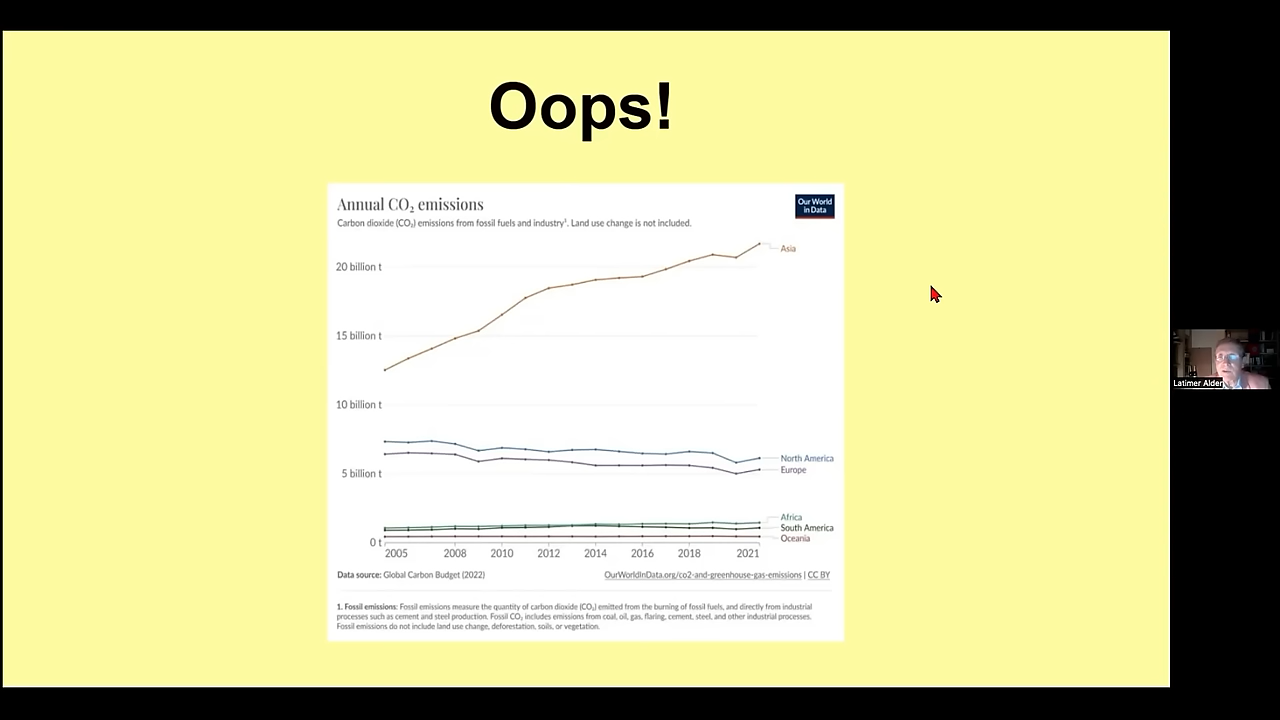 Oops!
Annual CO₂ emissions
Our World
in Data
Carbon dioxide (CO₂) emissions from fossil fuels and industry¹. Land use change is not included.
Asia
20 billion t
15 billion t
10 billion t
5 billion t
0 t
North America
Europe
Africa
South America
Oceania
2005 2008 2010 2012 2014 2016 2018 2021
Data source: Global Carbon Budget (2022)
OurWorldInData.org/co2-and-greenhouse-gas-emissions | CC BY
1. Fossil emissions: Fossil emissions measure the quantity of carbon dioxide (CO₂) emitted from the burning of fossil fuels, and directly from industrial
processes such as cement and steel production. Fossil CO₂ includes emissions from coal, oil, gas, flaring, cement, steel, and other industrial processes.
Fossil emissions do not include land use change, deforestation, soils, or vegetation.
Latimer Alder